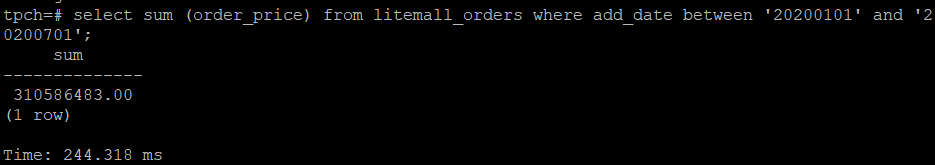 tpch=# select sum (order_price) from litemall_orders where add_date between '20200101' and '2
0200701';
     sum
--------------
 310586483.00
(1 row)

Time: 244.318 ms